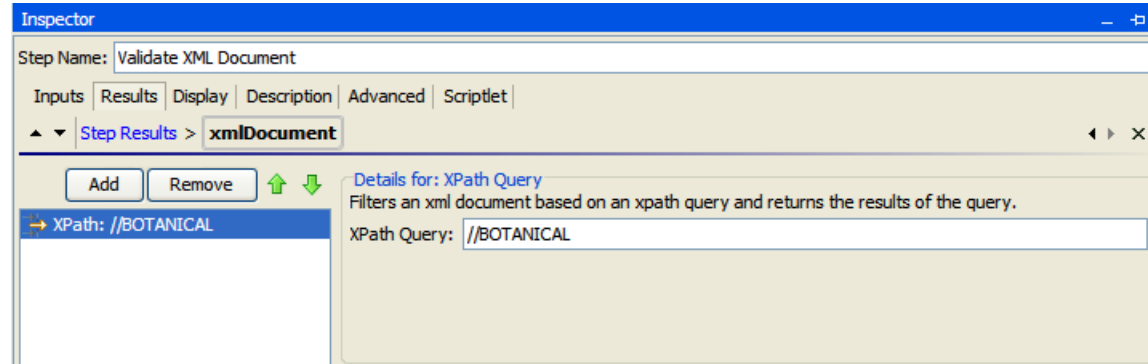 Inspector
Step Name: Validate XML Document
Inputs Results Display Description Advanced Scriptlet
Step Results > xmlDocument
Add Remove
Details for: XPath Query
Filters an xml document based on an xpath query and returns the results of the query.
XPath: //BOTANICAL
XPath Query: //BOTANICAL